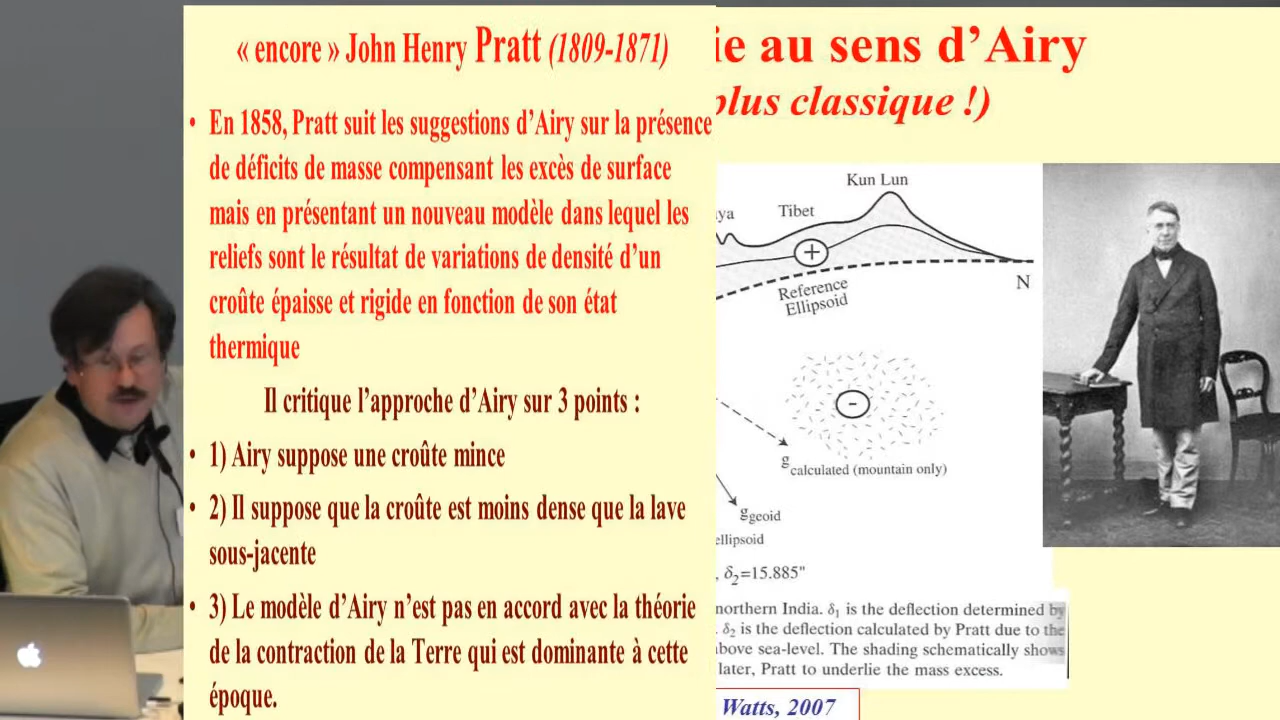 « encore » John Henry Pratt (1809-1871)
• En 1858, Pratt suit les suggestions d’Airy sur la présence
de déficits de masse compensant les excès de surface
mais en présentant un nouveau modèle dans lequel les
reliefs sont le résultat de variations de densité d’un
croûte épaisse et rigide en fonction de son état
thermique
Il critique l’approche d’Airy sur 3 points :
• 1) Airy suppose une croûte mince
• 2) Il suppose que la croûte est moins dense que la lave
sous-jacente
• 3) Le modèle d’Airy n’est pas en accord avec la théorie
de la contraction de la Terre qui est dominante à cette
époque.
ie au sens d’Airy
plus classique !)
Kun Lun
ya Tibet
+
N
Reference
Ellipsoid
-
g calculated (mountain only)
g geoid
ellipsoid
, δ2=15.885"
northern India. δ1 is the deflection determined by
. δ2 is the deflection calculated by Pratt due to the
above sea-level. The shading schematically shows
later, Pratt to underlie the mass excess.
Watts, 2007